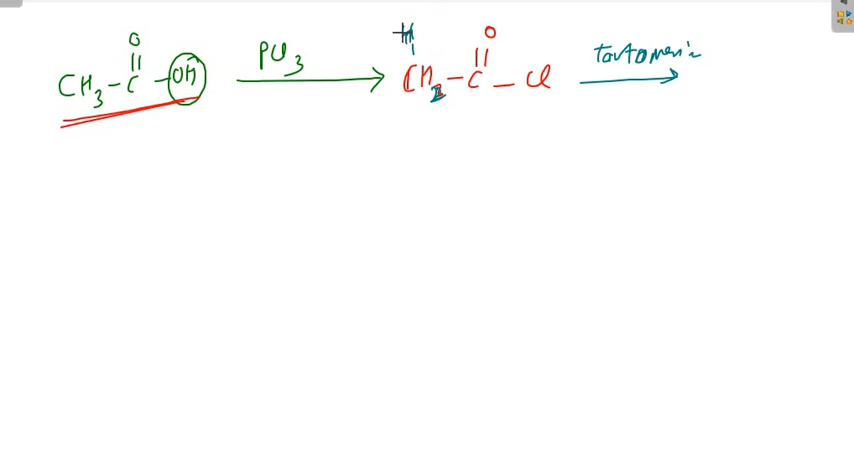 CH3-C(=O)-OH PCl3 → CH2(H)-C(=O)-Cl tautomeri →